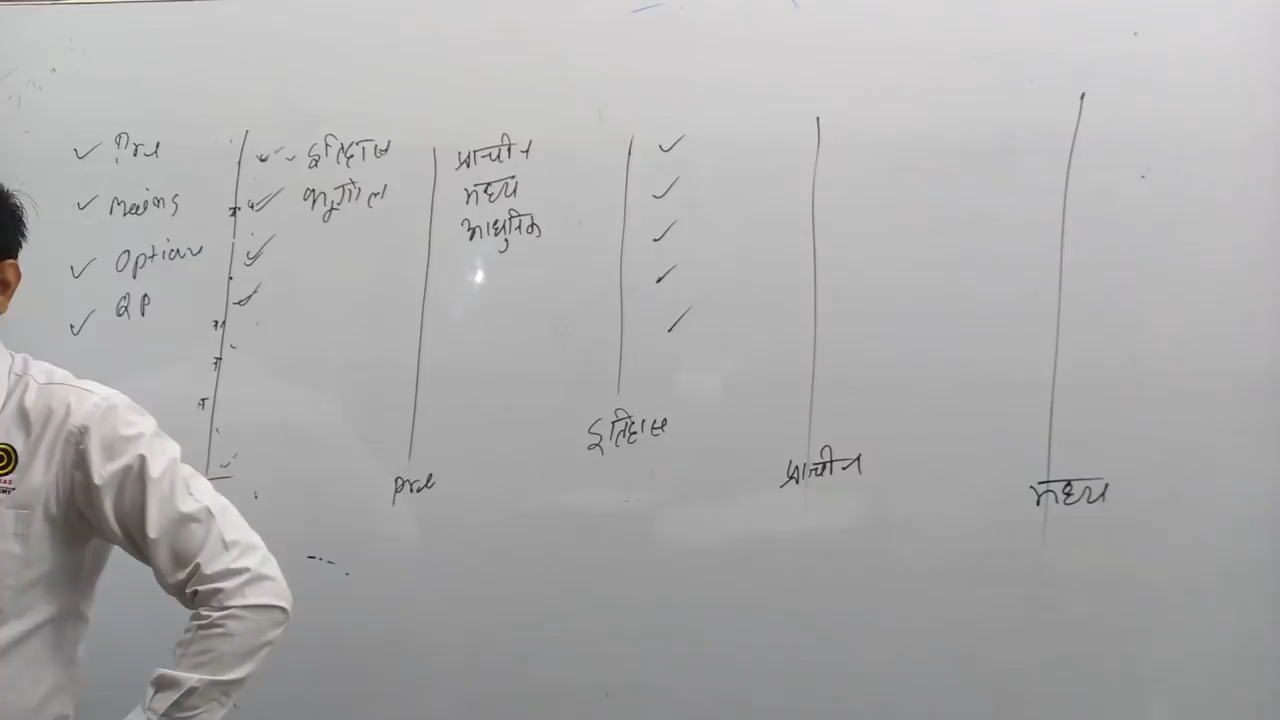 ✓ Pre
✓ Mains
✓ Option
✓ QP
इतिहास
भूगोल
प्राचीन
मध्य
आधुनिक
Pre
इतिहास
प्राचीन
मध्य